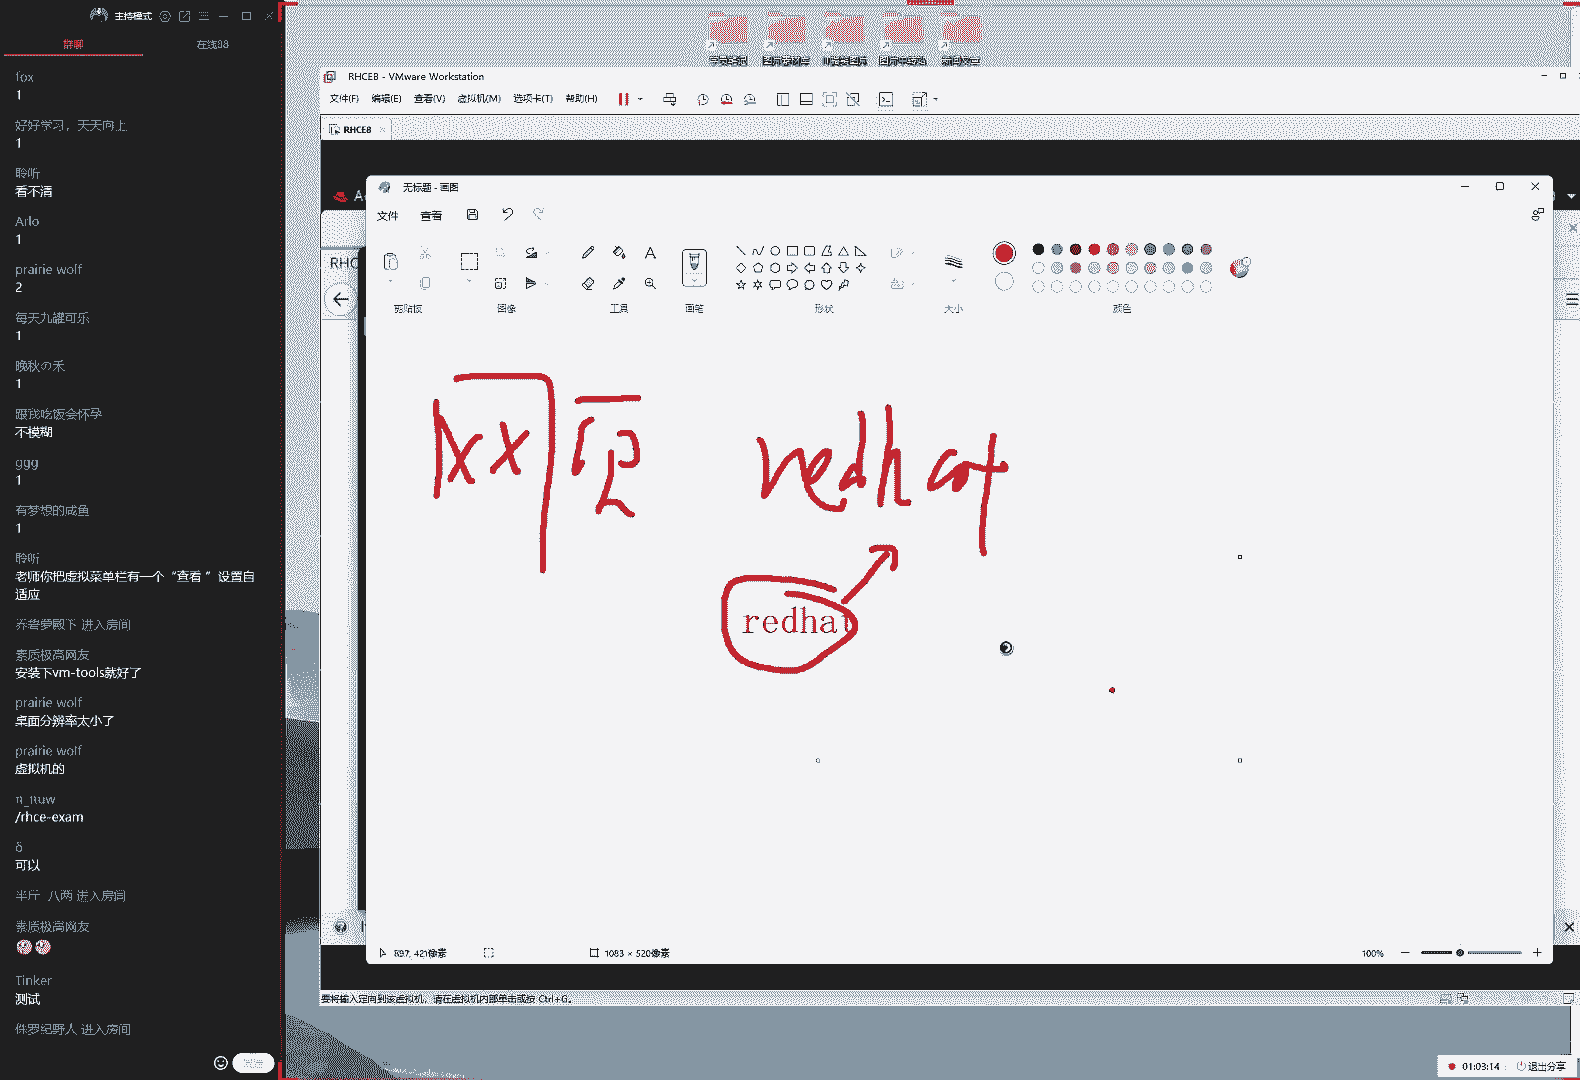 主持模式
群聊
在线98
fox
1
好好学习，天天向上
1
聆听
看不清
Arlo
1
prairie wolf
2
每天九罐可乐
1
晚秋の禾
1
跟我吃饭会怀孕
不模糊
ggg
1
有梦想的咸鱼
1
聆听
老师你把虚拟菜单栏有一个“查看 ”设置自
适应
乔碧萝殿下 进入房间
素质极高网友
安装下vm-tools就好了
prairie wolf
桌面分辨率太小了
prairie wolf
虚拟机的
/rhce-exam
δ
可以
半斤 八两 进入房间
素质极高网友
Tinker
测试
侏罗纪野人 进入房间
RHCE8 - VMware Workstation
文件(F) 编辑(E) 查看(V) 虚拟机(M) 选项卡(T) 帮助(H)
RHCE8
无标题 - 画图
文件 查看
剪贴板 图像 工具 画笔 形状 大小 颜色
redhat
redhat
897, 421像素
1083 × 520像素
100%
要将输入定向到该虚拟机，请在虚拟机内部单击或按 Ctrl+G。
01:03:14
退出分享